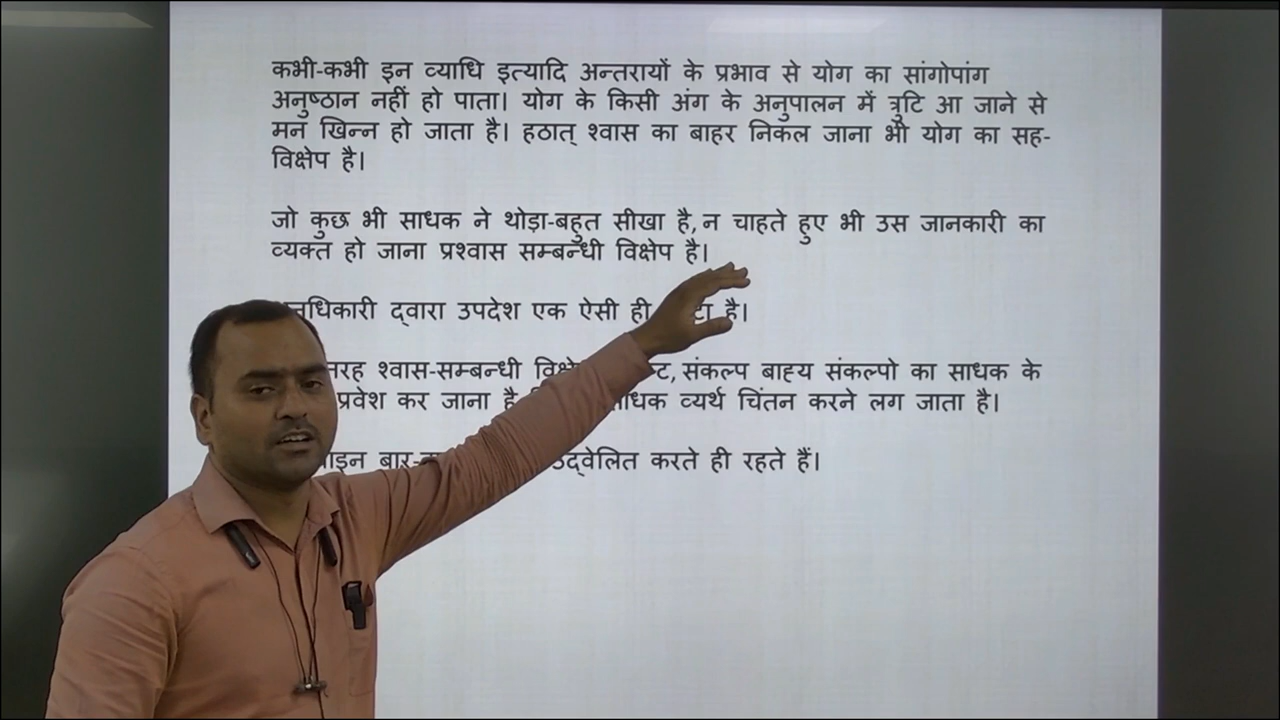 कभी-कभी इन व्याधि इत्यादि अन्तरायों के प्रभाव से योग का सांगोपांग
अनुष्ठान नहीं हो पाता। योग के किसी अंग के अनुपालन में त्रुटि आ जाने से
मन खिन्न हो जाता है। हठात् श्वास का बाहर निकल जाना भी योग का सह-
विक्षेप है।
जो कुछ भी साधक ने थोड़ा-बहुत सीखा है, न चाहते हुए भी उस जानकारी का
व्यक्त हो जाना प्रश्वास सम्बन्धी विक्षेप है।
द्वारा उपदेश एक ऐसी ही है।
श्वास-सम्बन्धी संकल्प बाह्य संकल्पो का साधक के
प्रवेश कर जाना है व्यर्थ चिंतन करने लग जाता है।
उद्वेलित करते ही रहते हैं।